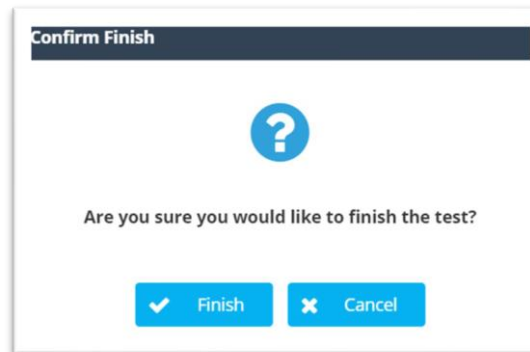 Confirm Finish
?
Are you sure you would like to finish the test?
Finish Cancel